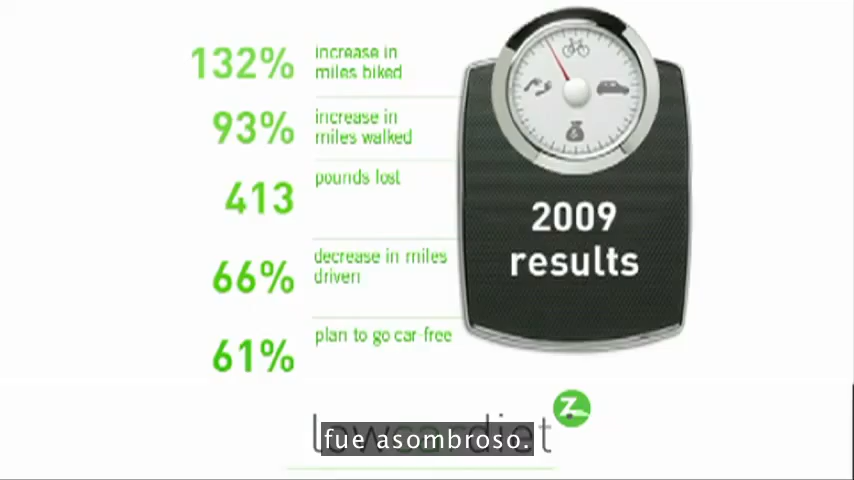 132% increase in
miles biked
93% increase in
miles walked
413 pounds lost
66% decrease in miles
driven
61% plan to go car-free
2009
results
Z
lowcardiet
fue asombroso.